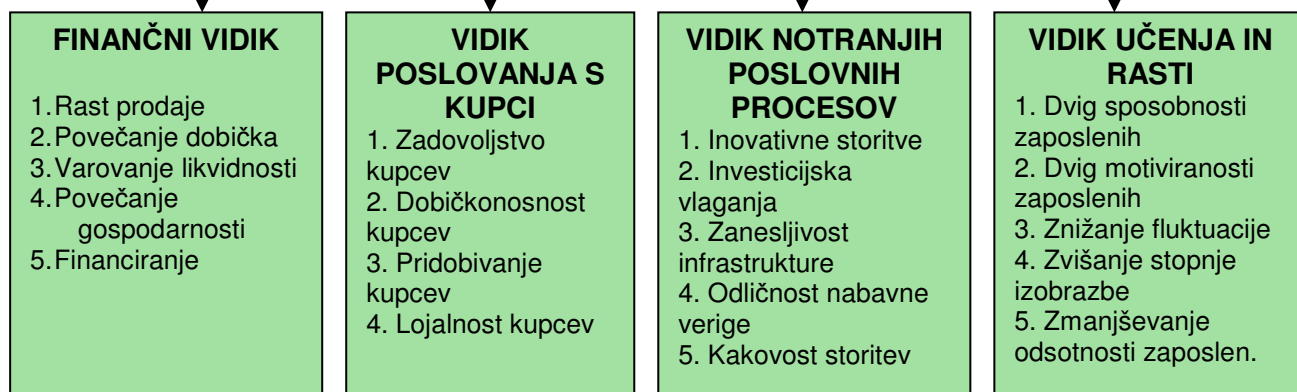 FINANČNI VIDIK
1.Rast prodaje
2.Povečanje dobička
3.Varovanje likvidnosti
4.Povečanje
gospodarnosti
5.Financiranje
VIDIK
POSLOVANJA S
KUPCI
1. Zadovoljstvo
kupcev
2. Dobičkonosnost
kupcev
3. Pridobivanje
kupcev
4. Lojalnost kupcev
VIDIK NOTRANJIH
POSLOVNIH
PROCESOV
1. Inovativne storitve
2. Investicijska
vlaganja
3. Zanesljivost
infrastrukture
4. Odličnost nabavne
verige
5. Kakovost storitev
VIDIK UČENJA IN
RASTI
1. Dvig sposobnosti
zaposlenih
2. Dvig motiviranosti
zaposlenih
3. Znižanje fluktuacije
4. Zvišanje stopnje
izobrazbe
5. Zmanjševanje
odsotnosti zaposlen.